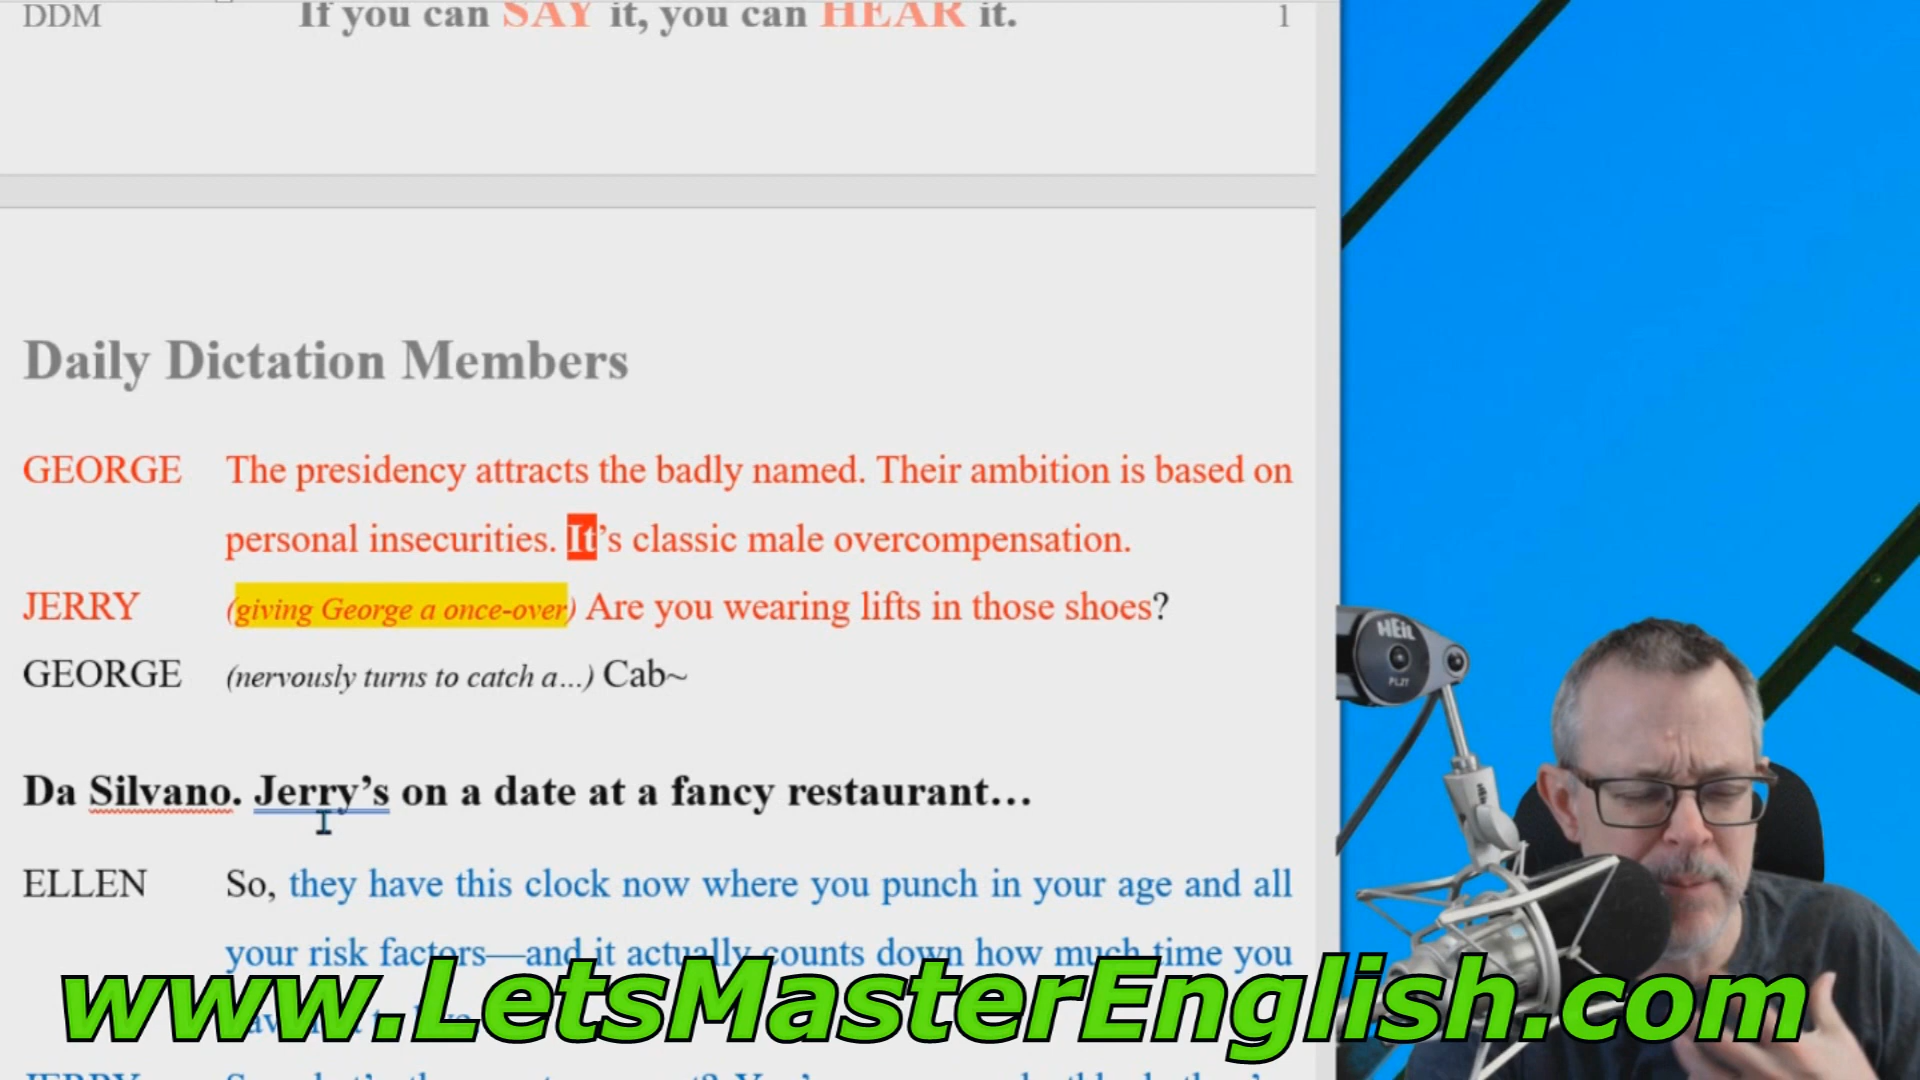 DDM If you can SAY it, you can HEAR it. 1
Daily Dictation Members
GEORGE The presidency attracts the badly named. Their ambition is based on
personal insecurities. It’s classic male overcompensation.
JERRY (giving George a once-over) Are you wearing lifts in those shoes?
GEORGE (nervously turns to catch a…) Cab~
Da Silvano. Jerry’s on a date at a fancy restaurant…
ELLEN So, they have this clock now where you punch in your age and all
your risk factors—and it actually counts down how much time you
www.LetsMasterEnglish.com
HEiL
PL2T